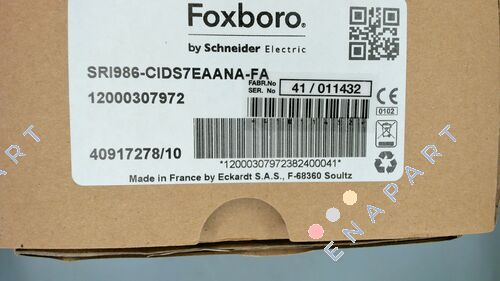 Foxboro®
by Schneider Electric
SRI986-CIDS7EAANA-FA
FABR.No
SER. No
41 / 011432
12000307972
0102
40917278/10
*12000307972382400041*
Made in France by Eckardt S.A.S., F-68360 Soultz
ENAPART